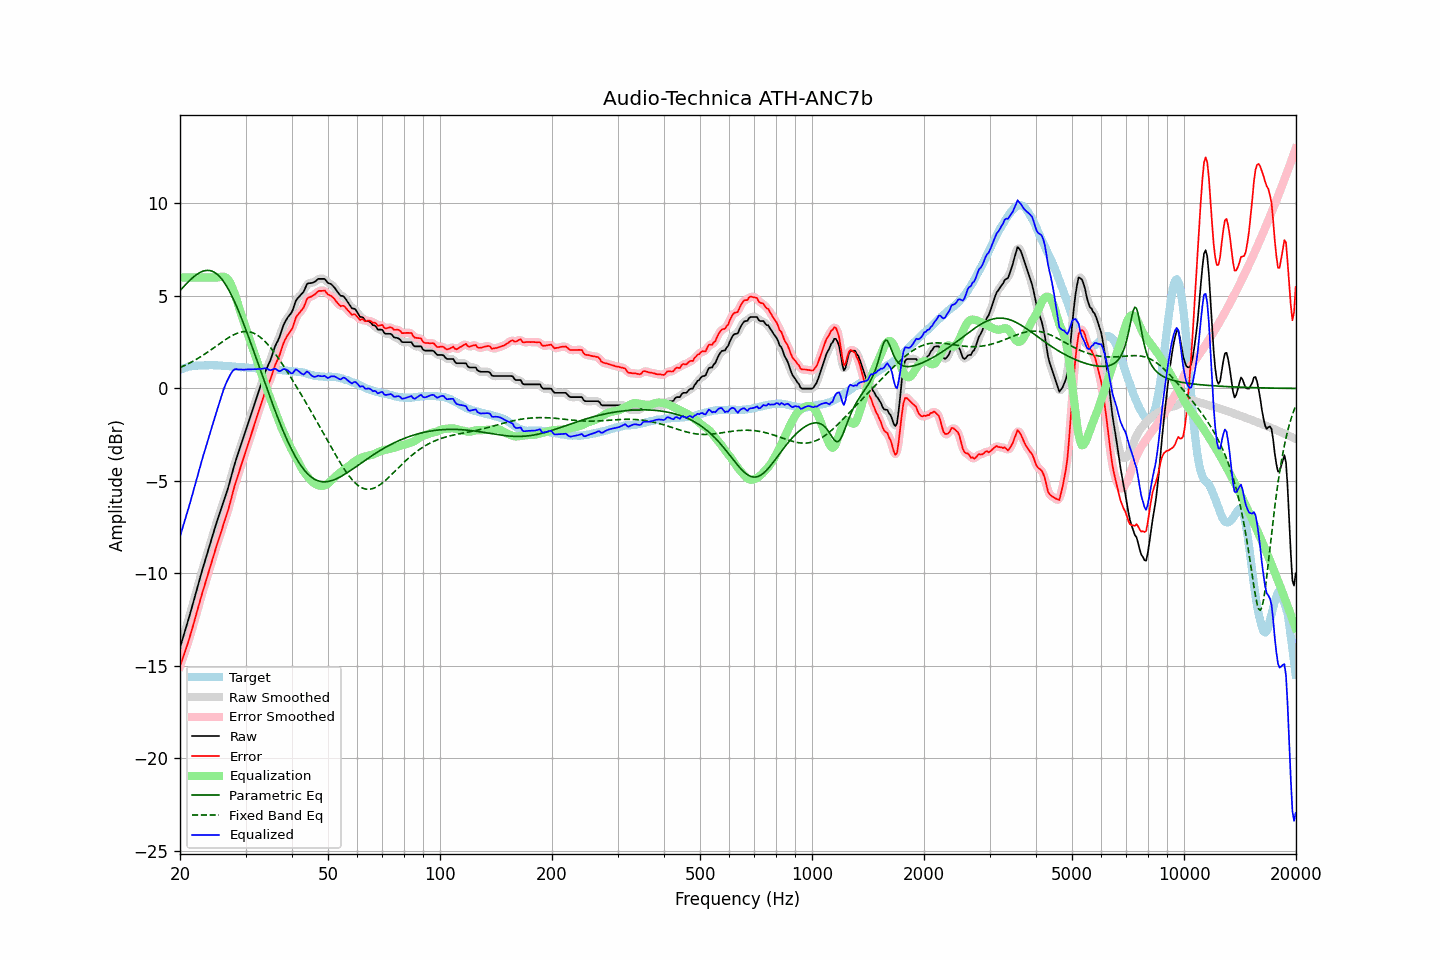 Audio-Technica ATH-ANC7b
Amplitude (dBr)
10
5
0
−5
−10
−15
−20
−25
Target
Raw Smoothed
Error Smoothed
Raw
Error
Equalization
Parametric Eq
Fixed Band Eq
Equalized
20 50 100 200 500 1000 2000 5000 10000 20000
Frequency (Hz)